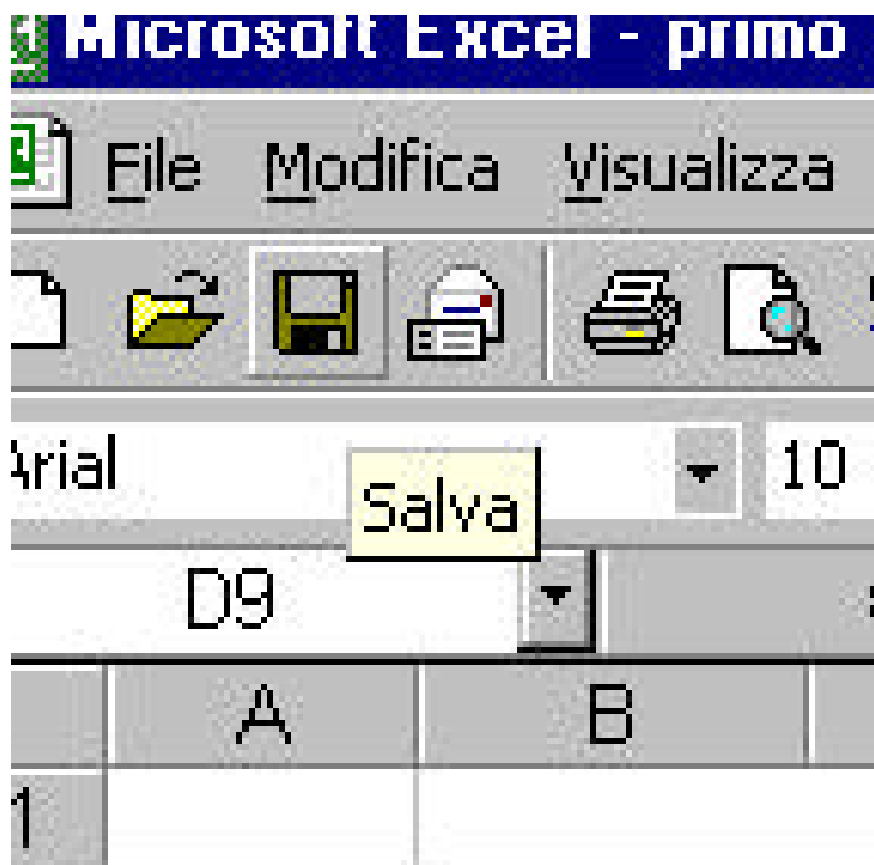 Microsoft Excel - primo
File Modifica Visualizza
Arial 10
Salva
D9
A B
1